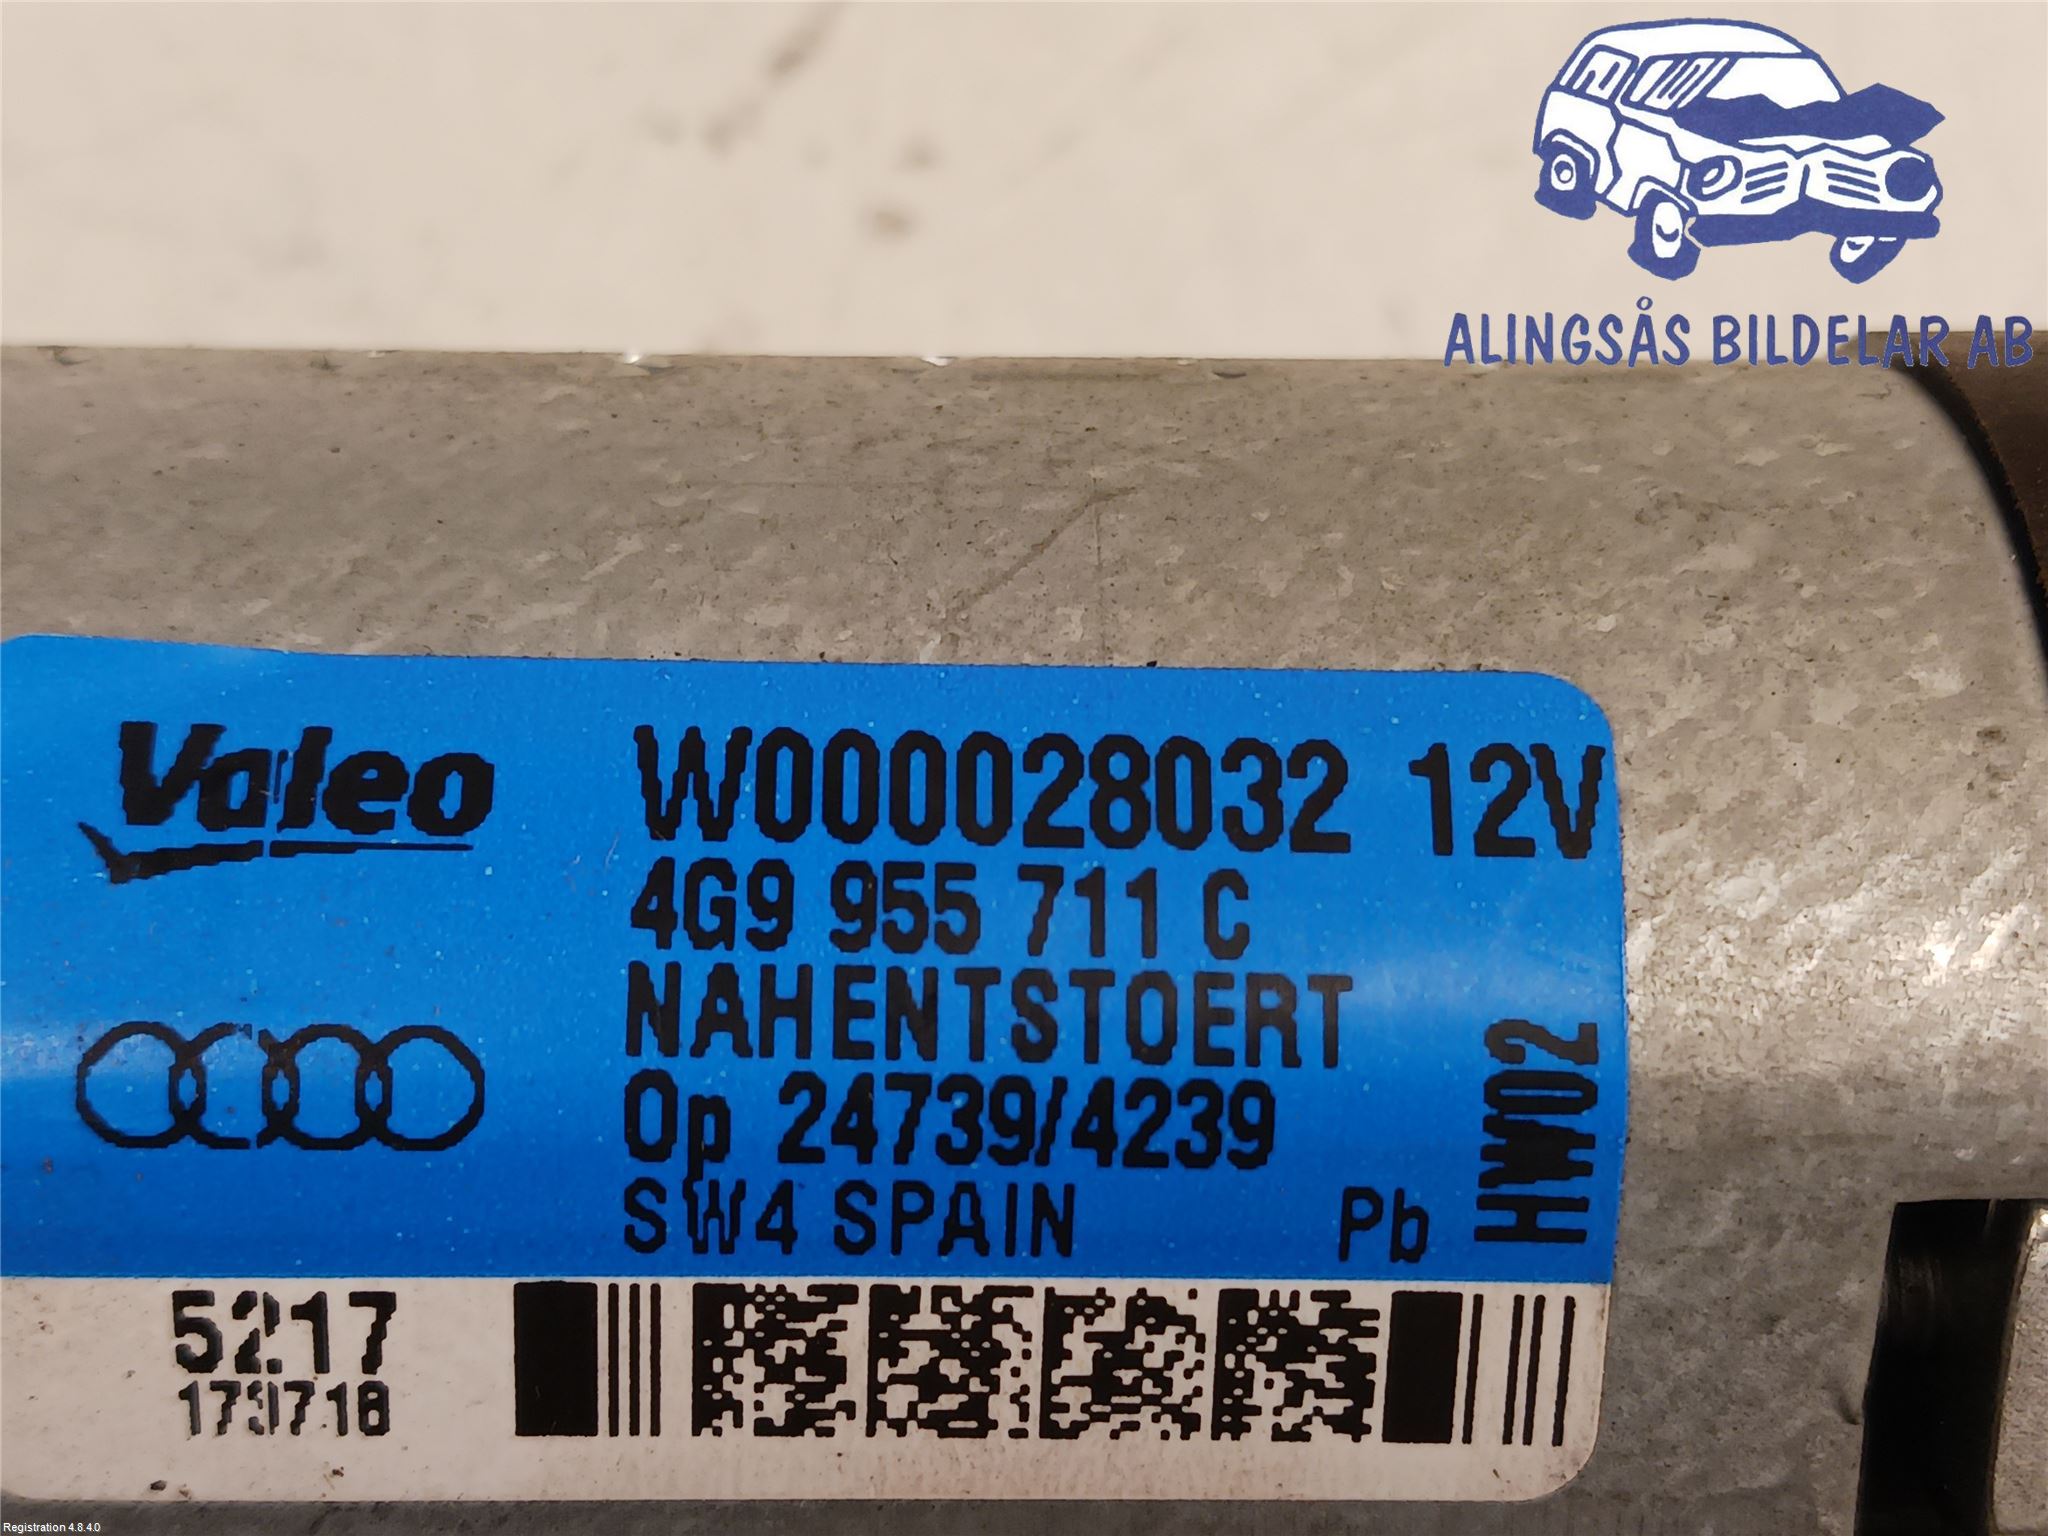 ALINGSÅS BILDELAR AB
Valeo
W000028032 12V
4G9 955 711 C
NAHENTSTOERT
Op 24739/4239
SW4 SPAIN
Pb
HW02
5217
Registration 4.8.4.0